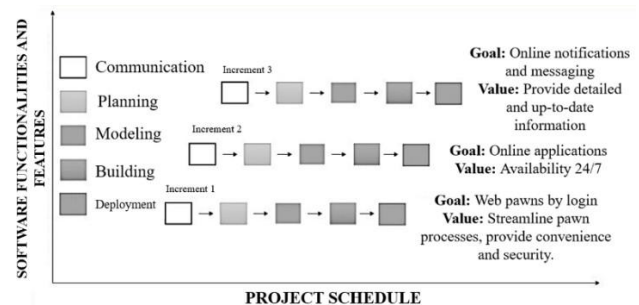 SOFTWARE FUNCTIONALITIES AND
FEATURES
Communication
Planning
Modeling
Building
Deployment
Increment 3
Goal: Online notifications
and messaging
Value: Provide detailed
and up-to-date
information
Increment 2
Goal: Online applications
Value: Availability 24/7
Increment 1
Goal: Web pawns by login
Value: Streamline pawn
processes, provide convenience
and security.
PROJECT SCHEDULE